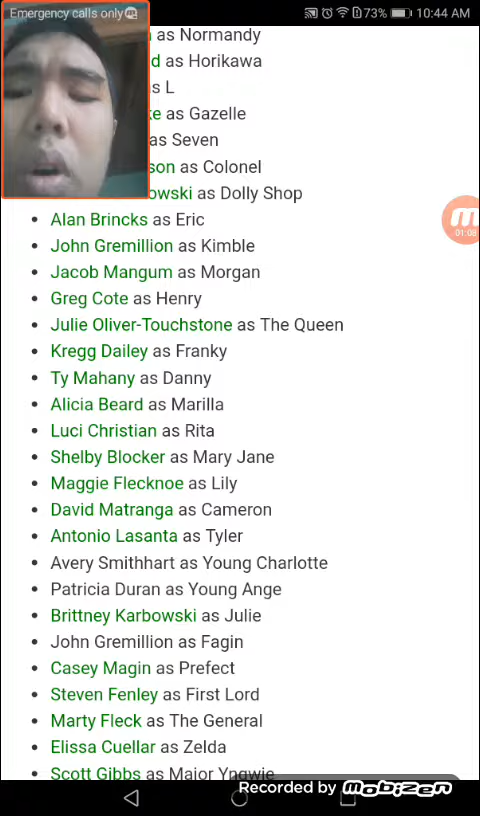 Emergency calls only
73% 10:44 AM
as Normandy
d as Horikawa
s L
ke as Gazelle
as Seven
son as Colonel
owski as Dolly Shop
Alan Brincks as Eric
01:08
John Gremillion as Kimble
Jacob Mangum as Morgan
Greg Cote as Henry
Julie Oliver-Touchstone as The Queen
Kregg Dailey as Franky
Ty Mahany as Danny
Alicia Beard as Marilla
Luci Christian as Rita
Shelby Blocker as Mary Jane
Maggie Flecknoe as Lily
David Matranga as Cameron
Antonio Lasanta as Tyler
Avery Smithhart as Young Charlotte
Patricia Duran as Young Ange
Brittney Karbowski as Julie
John Gremillion as Fagin
Casey Magin as Prefect
Steven Fenley as First Lord
Marty Fleck as The General
Elissa Cuellar as Zelda
Scott Gibbs as Major Yngwie
Recorded by Mobizen